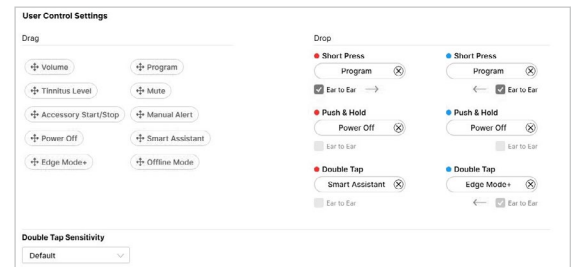 User Control Settings
Drag
Drop
Volume
Program
Tinnitus Level
Mute
Accessory Start/Stop
Manual Alert
Power Off
Smart Assistant
Edge Mode+
Offline Mode
Short Press
Short Press
Program
Program
Ear to Ear
Ear to Ear
Push & Hold
Push & Hold
Power Off
Power Off
Ear to Ear
Ear to Ear
Double Tap
Double Tap
Smart Assistant
Edge Mode+
Ear to Ear
Ear to Ear
Double Tap Sensitivity
Default